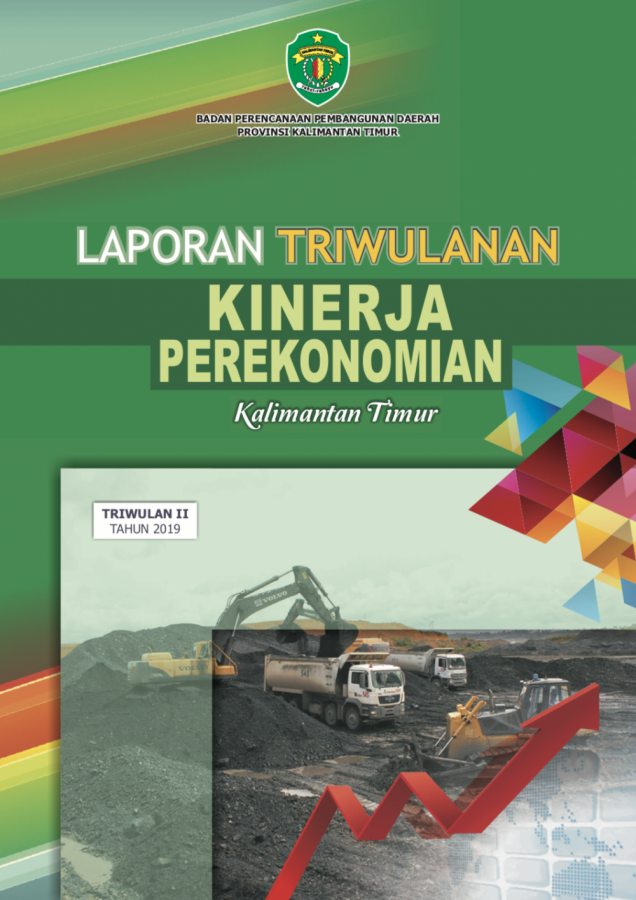 BADAN PERENCANAAN PEMBANGUNAN DAERAH
PROVINSI KALIMANTAN TIMUR
LAPORAN TRIWULANAN
KINERJA
PEREKONOMIAN
Kalimantan Timur
TRIWULAN II
TAHUN 2019
VOLVO